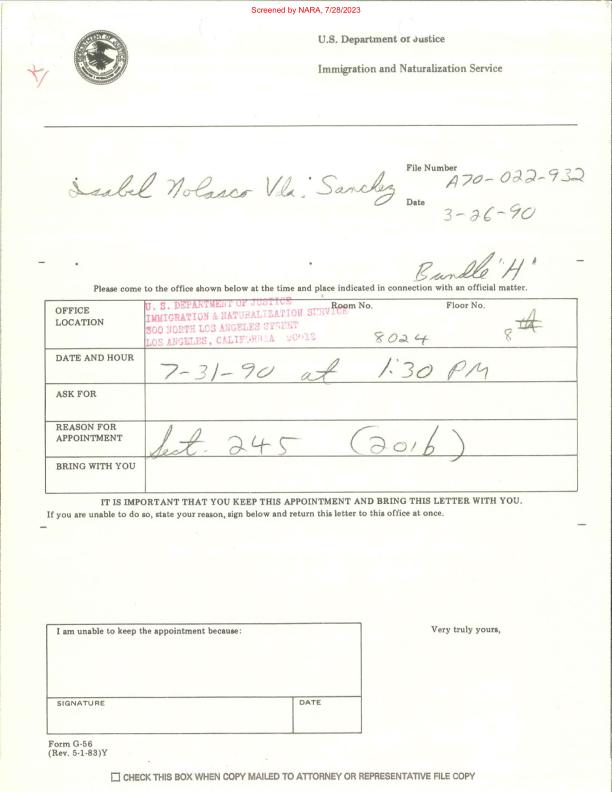 Screened by NARA, 7/28/2023
U.S. Department of Justice
Immigration and Naturalization Service
File Number
A70-022-932
Isabel Nolasco Vda. Sanchez
Date
3-26-90
Bundle "H"
Please come to the office shown below at the time and place indicated in connection with an official matter.
OFFICE LOCATION
U. S. DEPARTMENT OF JUSTICE
IMMIGRATION & NATURALIZATION SERVICE
300 NORTH LOS ANGELES STREET
LOS ANGELES, CALIFORNIA 90012
Room No.
8024
Floor No.
8
DATE AND HOUR
7-31-90 at 1:30 PM
ASK FOR
REASON FOR APPOINTMENT
Sect. 245 (201b)
BRING WITH YOU
IT IS IMPORTANT THAT YOU KEEP THIS APPOINTMENT AND BRING THIS LETTER WITH YOU.
If you are unable to do so, state your reason, sign below and return this letter to this office at once.
I am unable to keep the appointment because:
Very truly yours,
SIGNATURE
DATE
Form G-56
(Rev. 5-1-83)Y
CHECK THIS BOX WHEN COPY MAILED TO ATTORNEY OR REPRESENTATIVE FILE COPY